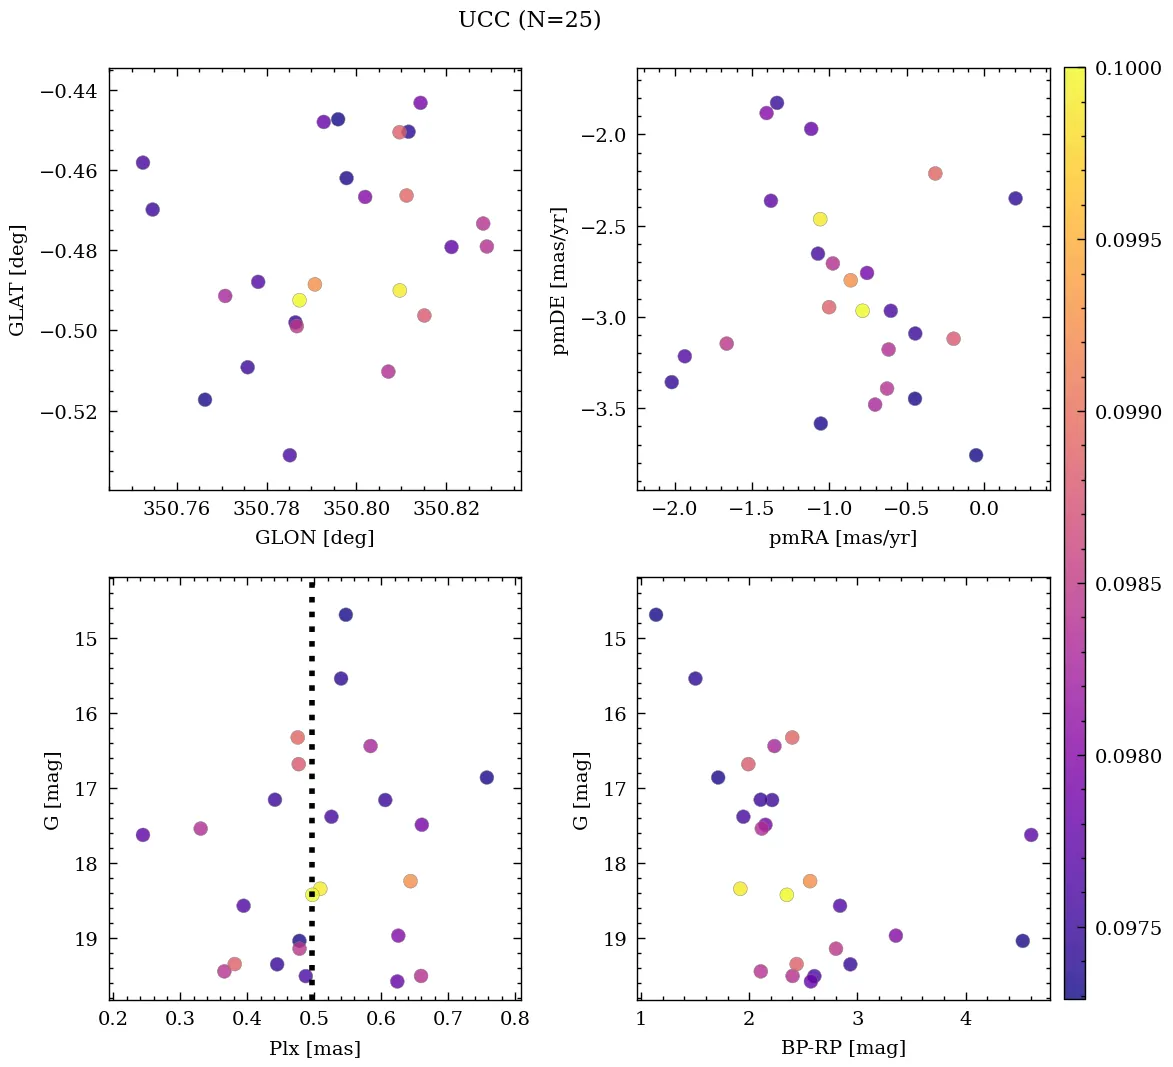 UCC (N=25)
−0.44
−0.46
−0.48
−0.50
−0.52
GLAT [deg]
350.76 350.78 350.80 350.82
GLON [deg]
−2.0
−2.5
−3.0
−3.5
pmDE [mas/yr]
−2.0 −1.5 −1.0 −0.5 0.0
pmRA [mas/yr]
15
16
17
18
19
G [mag]
0.2 0.3 0.4 0.5 0.6 0.7 0.8
Plx [mas]
15
16
17
18
19
G [mag]
1 2 3 4
BP-RP [mag]
0.1000
0.0995
0.0990
0.0985
0.0980
0.0975